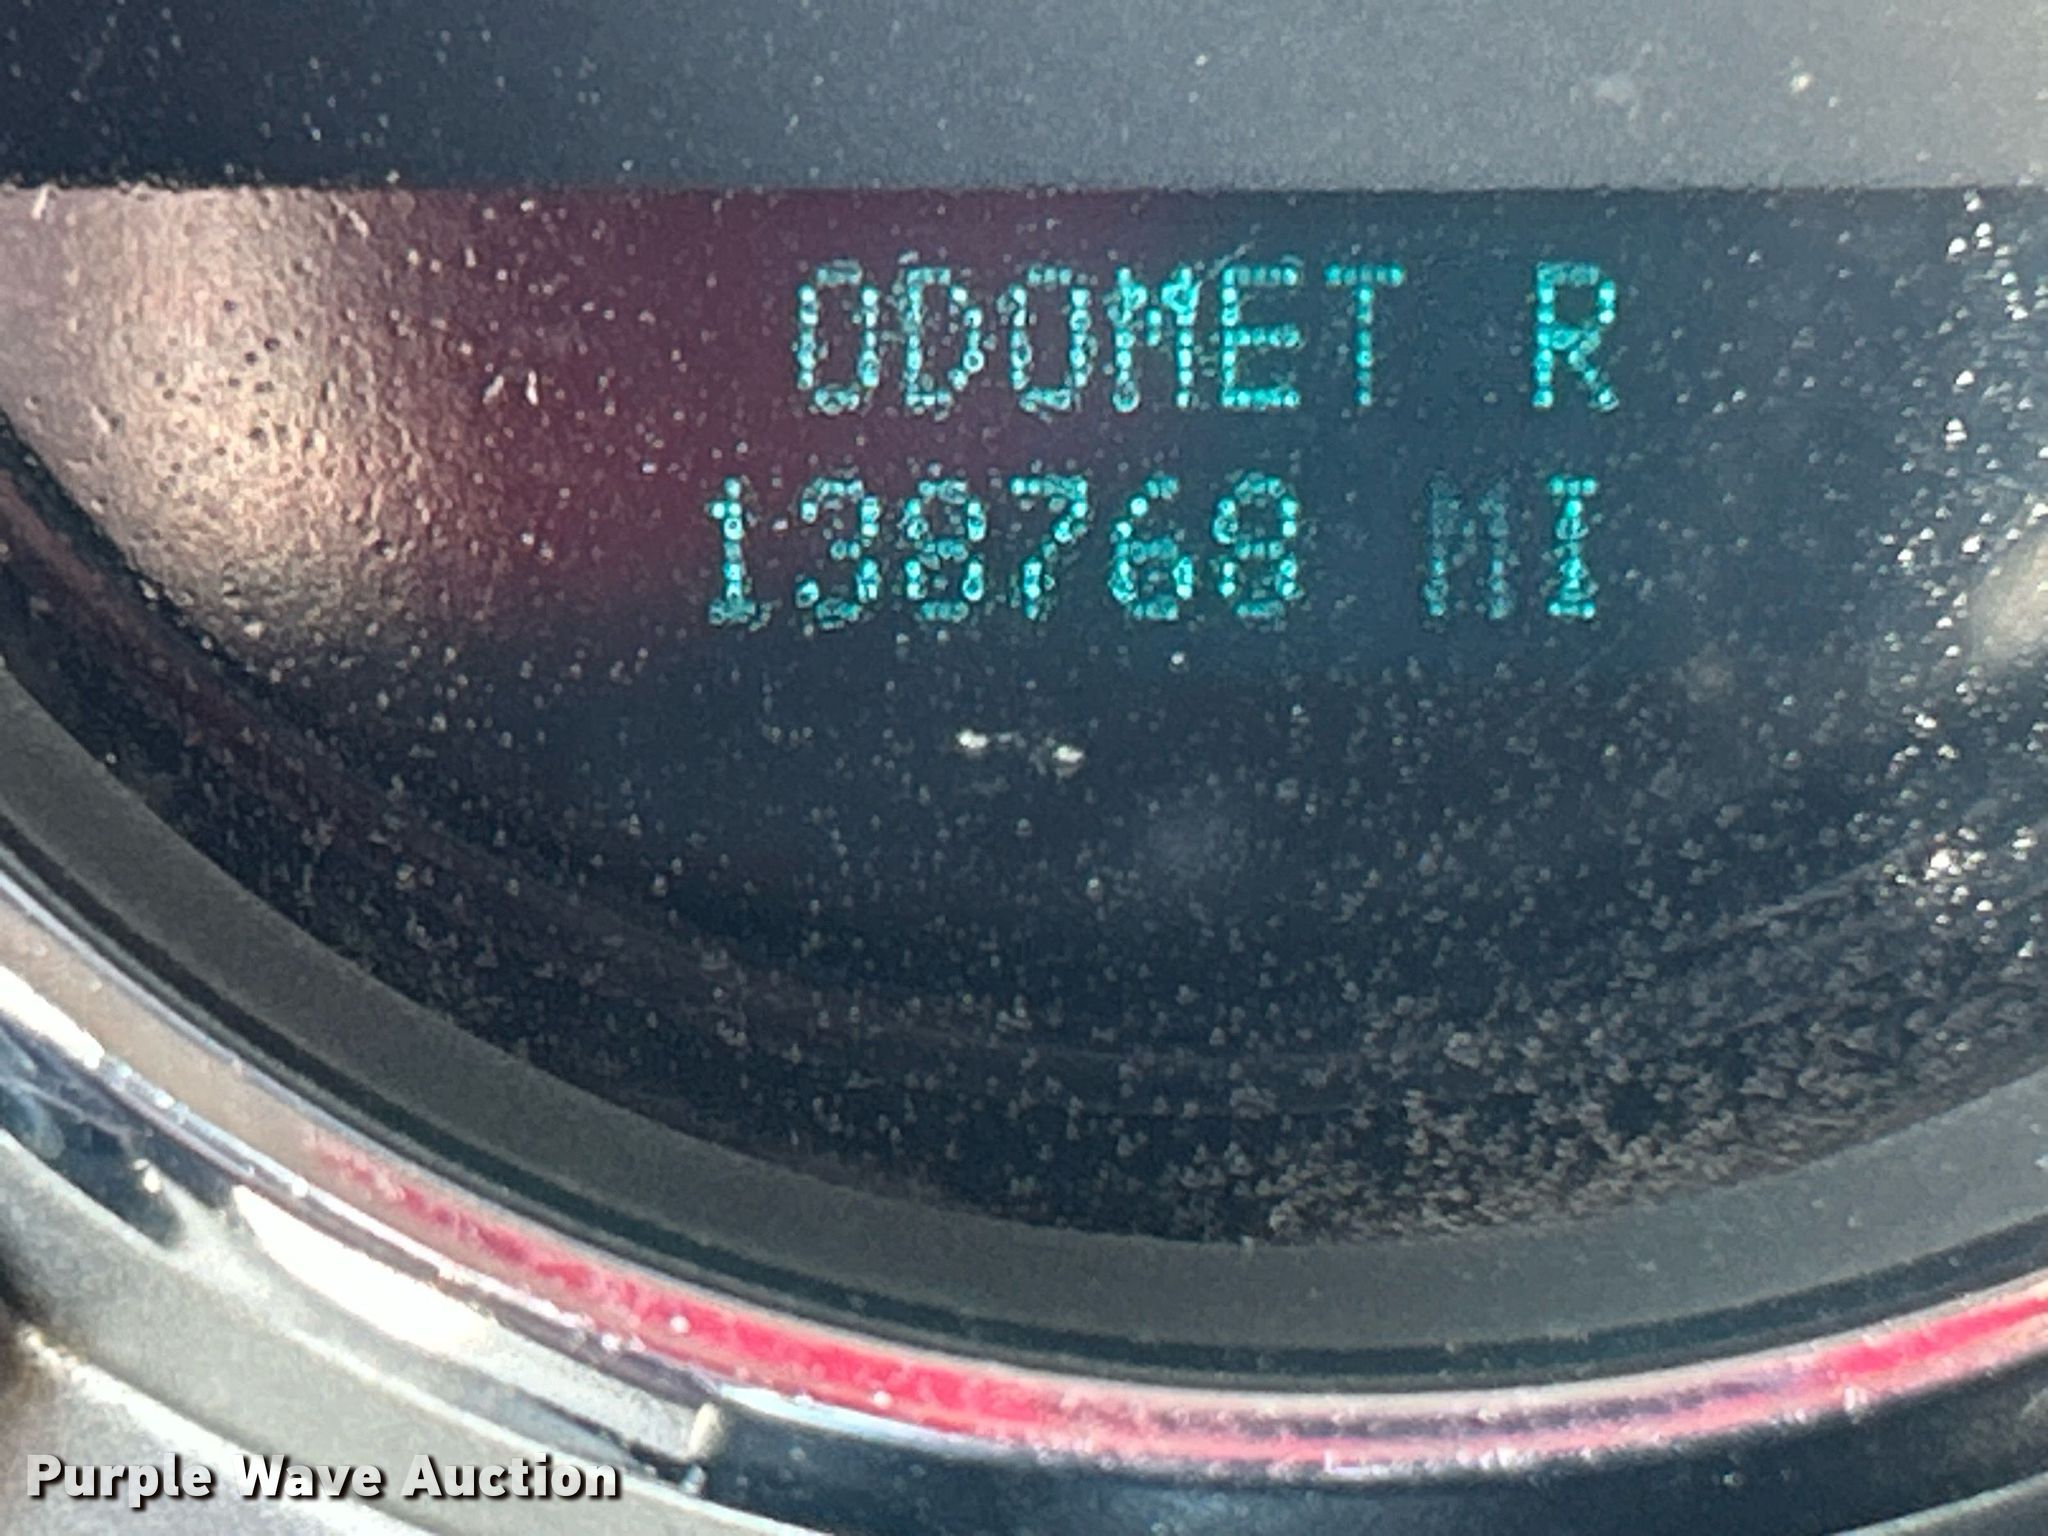 ODOMET R
138768 MI
Purple Wave Auction